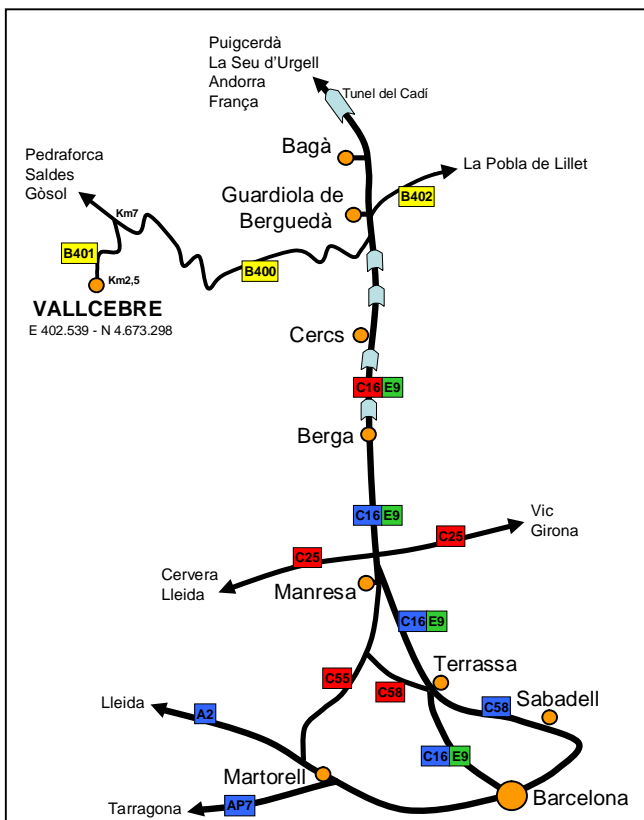 Puigcerdà
La Seu d'Urgell
Andorra
França
Tunel del Cadí
Bagà
Pedraforca
Saldes
Gòsol
La Pobla de Lillet
Guardiola de
Berguedà
B402
Km7
B401
B400
Km2,5
VALLCEBRE
E 402.539 - N 4.673.298
Cercs
C16 E9
Berga
C16 E9
Vic
Girona
C25
C25
Cervera
Lleida
Manresa
C16 E9
Terrassa
C55
C58
Sabadell
Lleida
A2
C58
C16 E9
Martorell
Barcelona
Tarragona
AP7